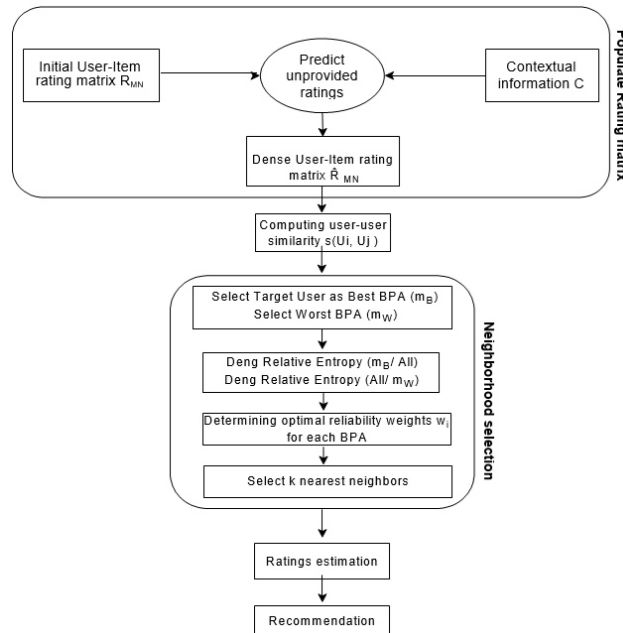 Initial User-Item
rating matrix R_MN
Predict
unprovided
ratings
Contextual
information C
Populate Rating matrix
Dense User-Item rating
matrix R̂ _MN
Computing user-user
similarity s(Ui, Uj )
Select Target User as Best BPA (m_B)
Select Worst BPA (m_W)
Deng Relative Entropy (m_B/ All)
Deng Relative Entropy (All/ m_W)
Determining optimal reliability weights w_i
for each BPA
Select k nearest neighbors
Neighborhood selection
Ratings estimation
Recommendation